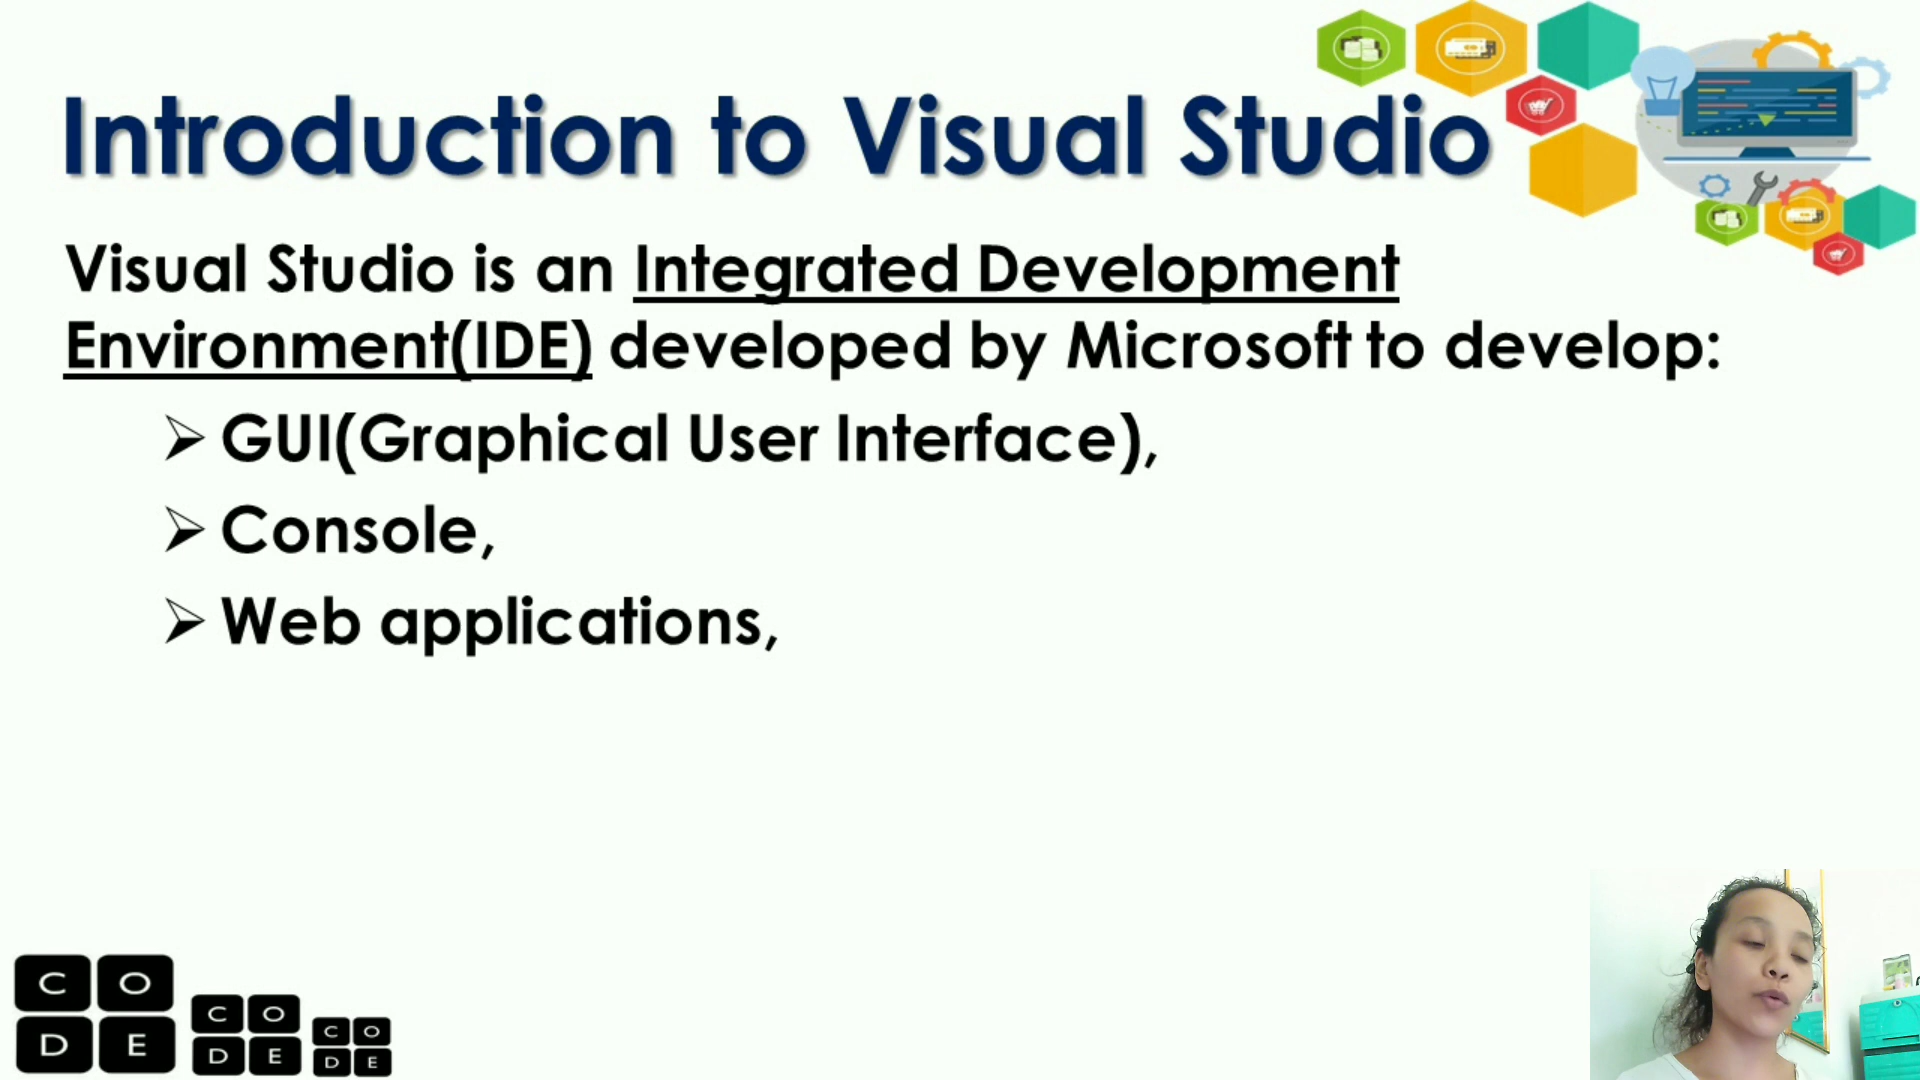 Introduction to Visual Studio
Visual Studio is an Integrated Development
Environment(IDE) developed by Microsoft to develop:
➢ GUI(Graphical User Interface),
➢ Console,
➢ Web applications,
C O
D E
C O
D E
C O
D E